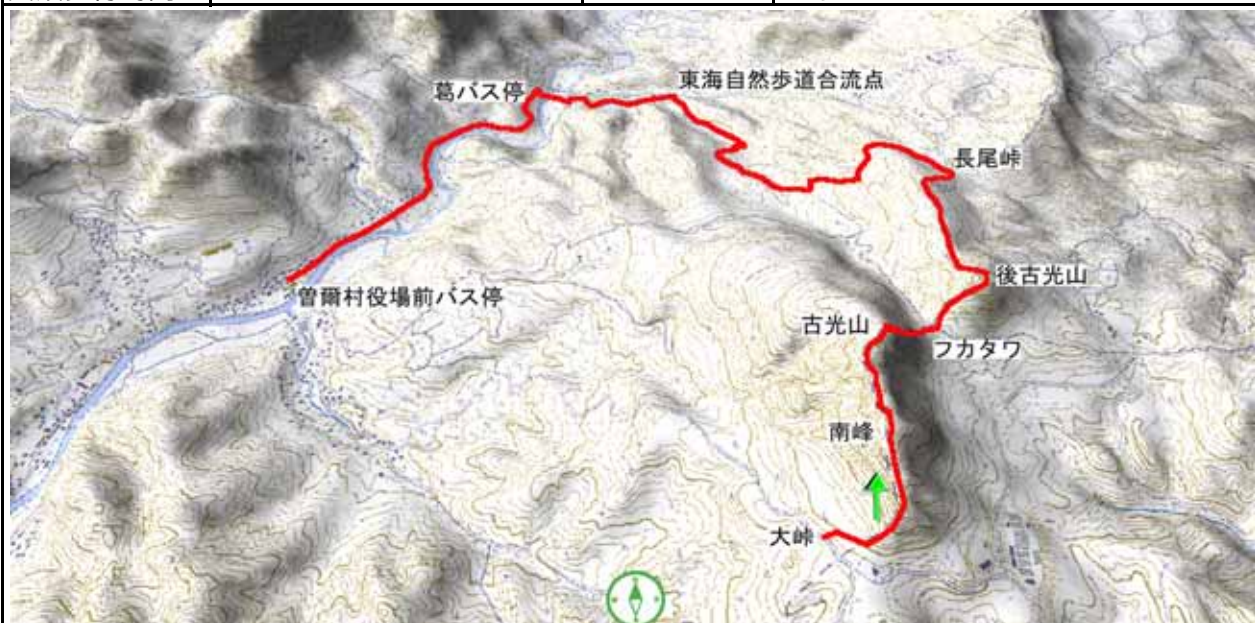 葛バス停
東海自然歩道合流点
長尾峠
後古光山
曽爾村役場前バス停
古光山
フカタワ
南峰
大峠